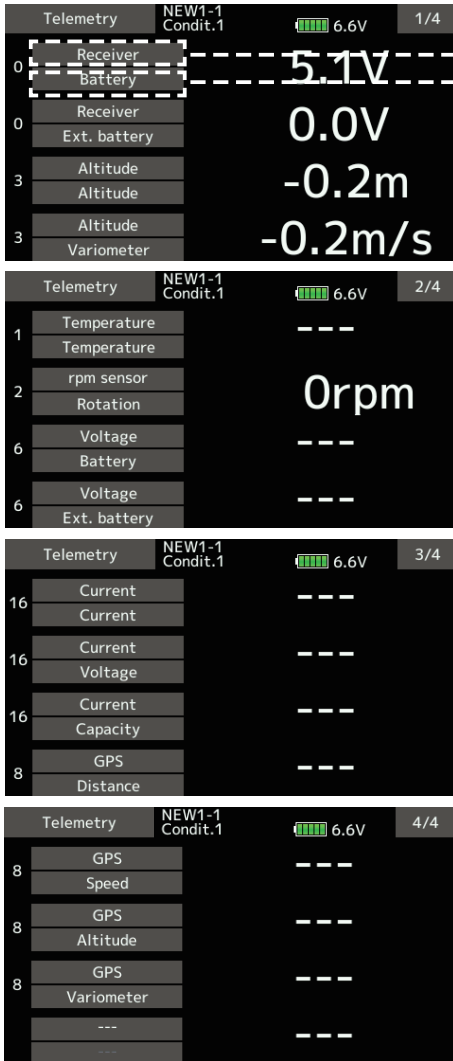 Telemetry NEW1-1 Condit.1 6.6V 1/4
0 Receiver Battery 5.1V
0 Receiver Ext. battery 0.0V
3 Altitude Altitude -0.2m
3 Altitude Variometer -0.2m/s
Telemetry NEW1-1 Condit.1 6.6V 2/4
1 Temperature Temperature ---
2 rpm sensor Rotation 0rpm
6 Voltage Battery ---
6 Voltage Ext. battery ---
Telemetry NEW1-1 Condit.1 6.6V 3/4
16 Current Current ---
16 Current Voltage ---
16 Current Capacity ---
8 GPS Distance ---
Telemetry NEW1-1 Condit.1 6.6V 4/4
8 GPS Speed ---
8 GPS Altitude ---
8 GPS Variometer ---
--- --- ---